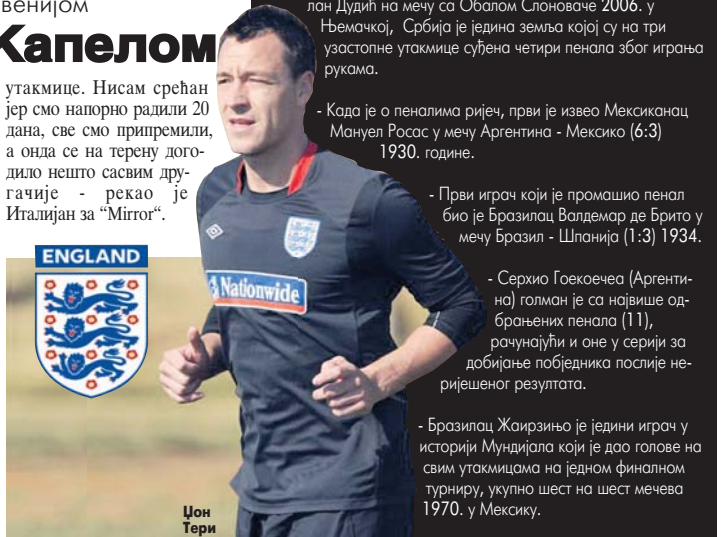 венијом
Капелом
утакмице. Нисам срећан
јер смо напорно радили 20
дана, све смо припремили,
а онда се на терену дого-
дило нешто сасвим дру-
гачије - рекао је
Италијан за “Mirror“.
ENGLAND
Nationwide
Џон
Тери
лан Дудић на мечу са Обалом Слоноваче 2006. у
Њемачкој, Србија је једина земља којој су на три
узастопне утакмице суђена четири пенала због играња
рукама.
- Када је о пеналима ријеч, први је извео Мексиканац
Мануел Росас у мечу Аргентина - Мексико (6:3)
1930. године.
- Први играч који је промашио пенал
био је Бразилац Валдемар де Брито у
мечу Бразил - Шпанија (1:3) 1934.
- Серхио Гоекоечеа (Аргенти-
на) голман је са највише од-
брањених пенала (11),
рачунајући и оне у серији за
добијање побједника послије не-
ријешеног резултата.
- Бразилац Жаирзињо је једини играч у
историји Мундијала који је дао голове на
свим утакмицама на једном финалном
турниру, укупно шест на шест мечева
1970. у Мексику.